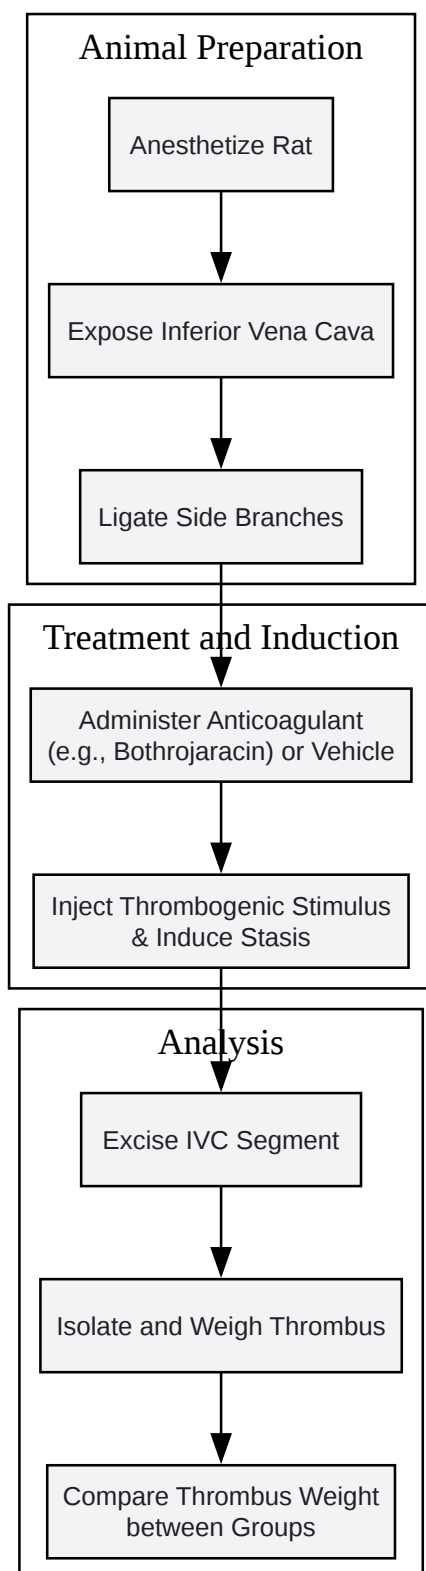 Animal Preparation
Anesthetize Rat
Expose Inferior Vena Cava
Ligate Side Branches
Treatment and Induction
Administer Anticoagulant
(e.g., Bothrojaracin) or Vehicle
Inject Thrombogenic Stimulus
& Induce Stasis
Analysis
Excise IVC Segment
Isolate and Weigh Thrombus
Compare Thrombus Weight
between Groups